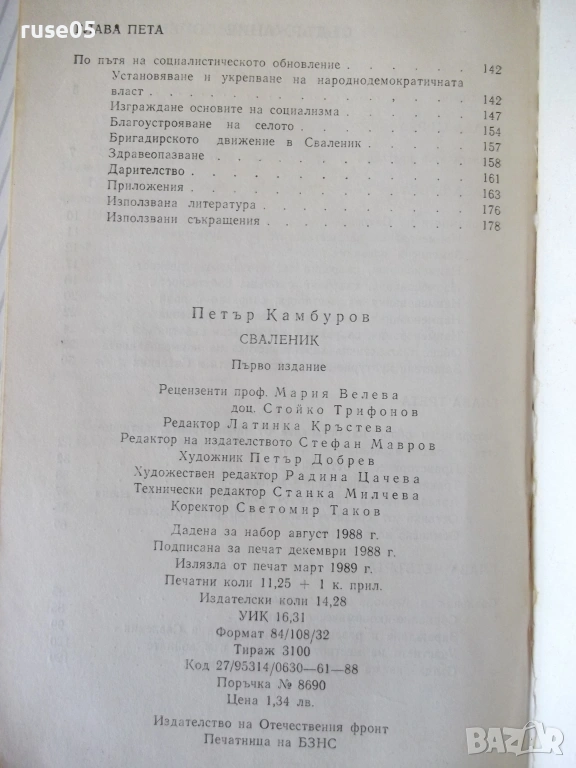 ruse05
ГЛАВА ПЕТА
По пътя на социалистическото обновление . . . . . . 142
Установяване и укрепване на народнодемократичната
власт . . . . . . . . . . . . 142
Изграждане основите на социализма . . . . . . 147
Благоустрояване на селото . . . . . . . . 154
Бригадирското движение в Сваленик . . . . . 157
Здравеопазване . . . . . . . . . . 158
Дарителство . . . . . . . . . . . 161
Приложения . . . . . . . . . . . 163
Използвана литература . . . . . . . . 176
Използвани съкращения . . . . . . . . 178
Петър Камбуров
СВАЛЕНИК
Първо издание
Рецензенти проф. Мария Велева
доц. Стойко Трифонов
Редактор Латинка Кръстева
Редактор на издателството Стефан Мавров
Художник Петър Добрев
Художествен редактор Радина Цачева
Технически редактор Станка Милчева
Коректор Светомир Таков
Дадена за набор август 1988 г.
Подписана за печат декември 1988 г.
Излязла от печат март 1989 г.
Печатни коли 11,25 + 1 к. прил.
Издателски коли 14,28
УИК 16,31
Формат 84/108/32
Тираж 3100
Код 27/95314/0630—61—88
Поръчка № 8690
Цена 1,34 лв.
Издателство на Отечествения фронт
Печатница на БЗНС
BAZAR